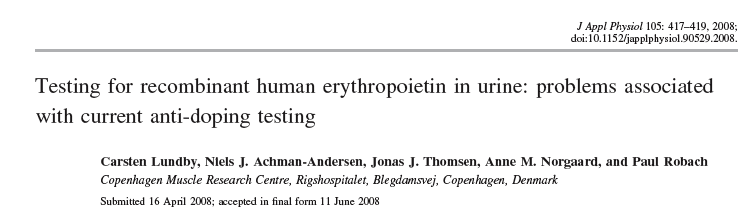 J Appl Physiol 105: 417–419, 2008;
doi:10.1152/japplphysiol.90529.2008.
Testing for recombinant human erythropoietin in urine: problems associated
with current anti-doping testing
Carsten Lundby, Niels J. Achman-Andersen, Jonas J. Thomsen, Anne M. Norgaard, and Paul Robach
Copenhagen Muscle Research Centre, Rigshospitalet, Blegdamsvej, Copenhagen, Denmark
Submitted 16 April 2008; accepted in final form 11 June 2008